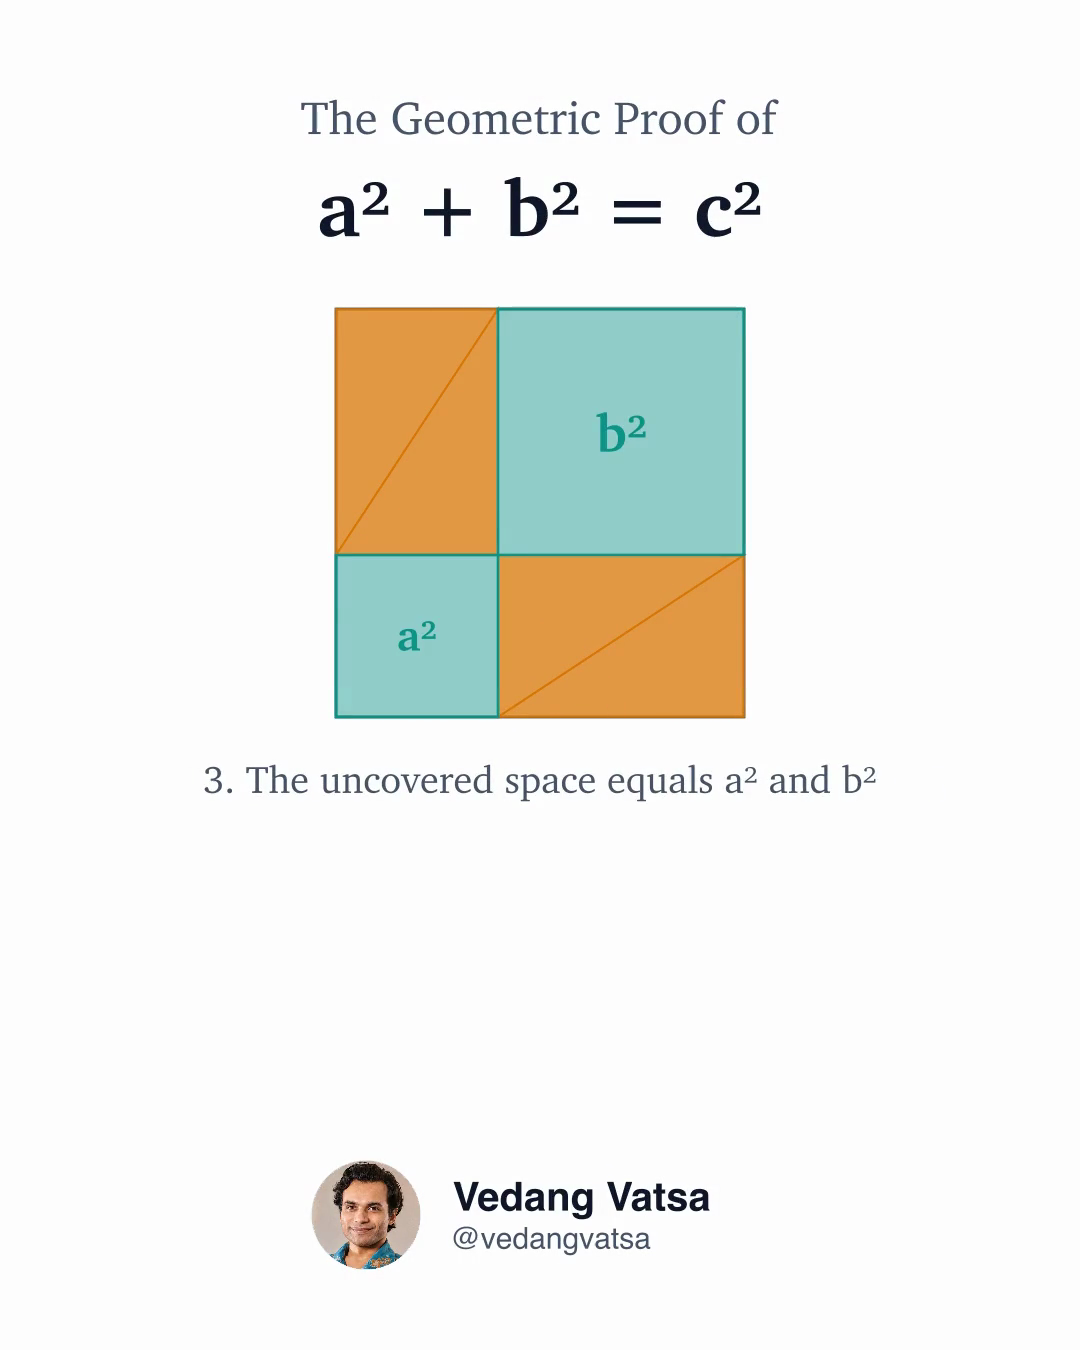 The Geometric Proof of
a² + b² = c²
b²
a²
3. The uncovered space equals a² and b²
Vedang Vatsa
@vedangvatsa